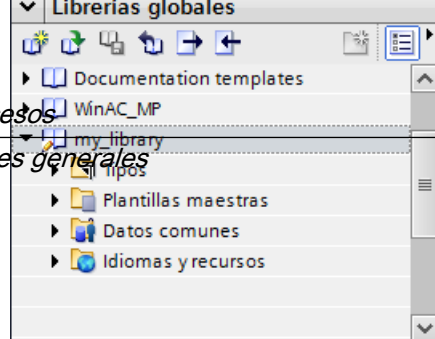 Librerías globales
Documentation templates
esos
WinAC_MP
my_library
es generales
Tipos
Plantillas maestras
Datos comunes
Idiomas y recursos